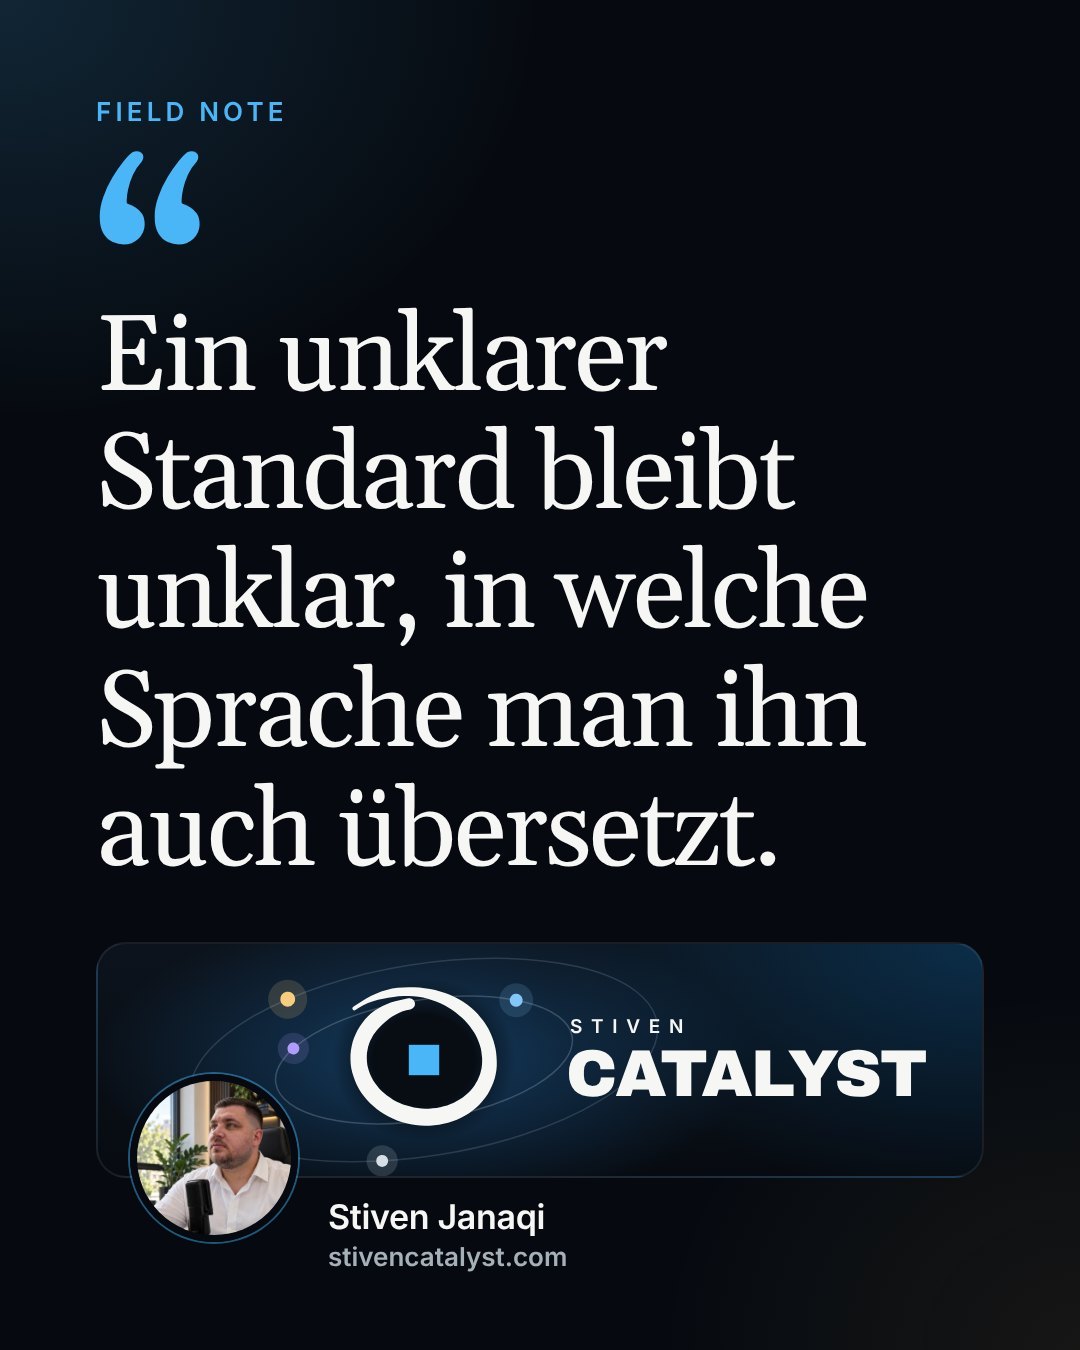 FIELD NOTE
“
Ein unklarer
Standard bleibt
unklar, in welche
Sprache man ihn
auch übersetzt.
STIVEN
CATALYST
Stiven Janaqi
stivencatalyst.com